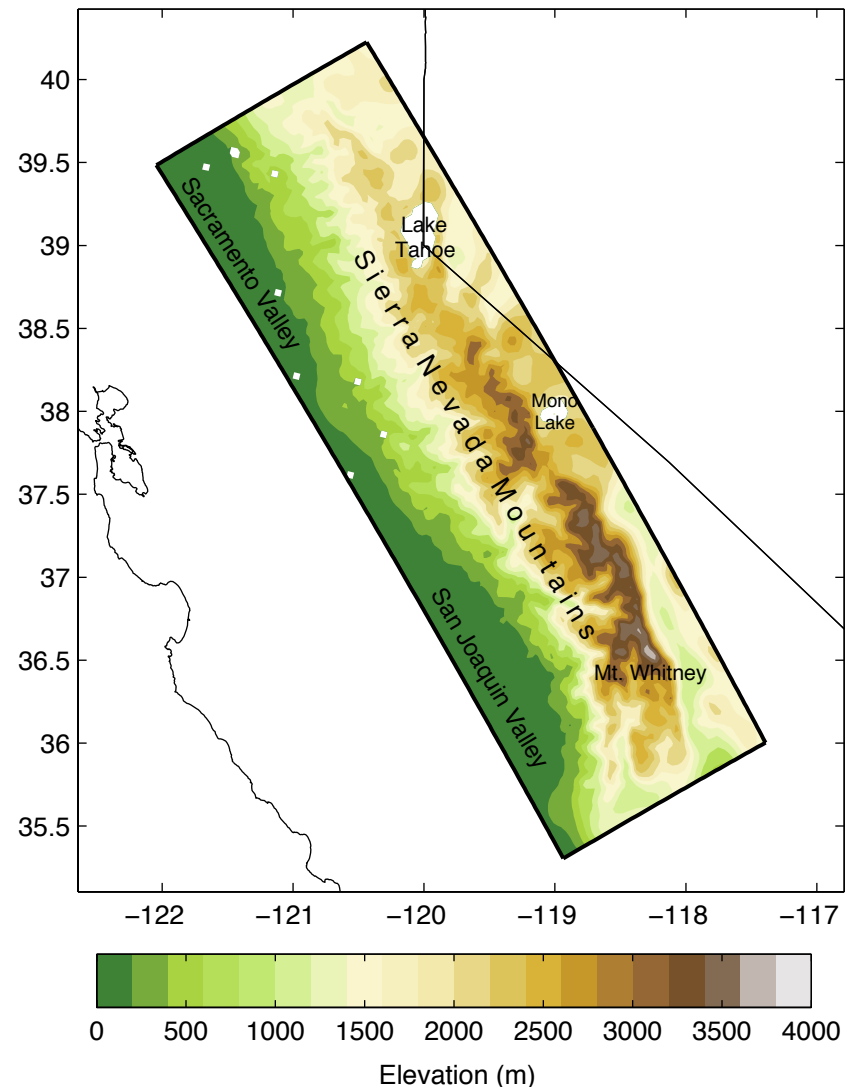 40
39.5
39
38.5
38
37.5
37
36.5
36
35.5
Sacramento Valley
Lake
Tahoe
Sierra Nevada Mountains
Mono
Lake
San Joaquin Valley
Mt. Whitney
−122
−121
−120
−119
−118
−117
0
500
1000
1500
2000
2500
3000
3500
4000
Elevation (m)